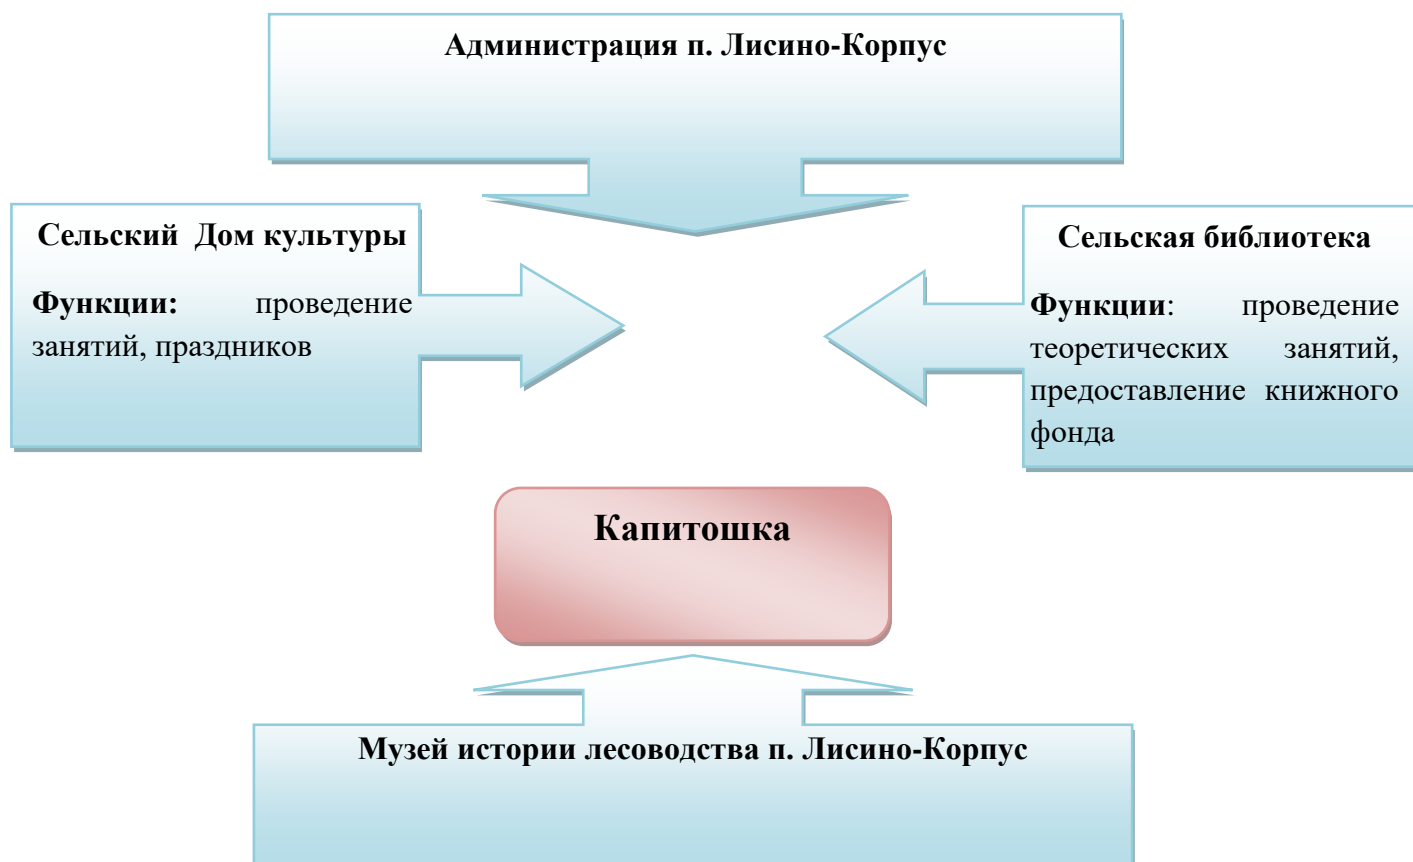 Администрация п. Лисино-Корпус
Сельский Дом культуры
Функции: проведение
занятий, праздников
Сельская библиотека
Функции: проведение
теоретических занятий,
предоставление книжного
фонда
Капитошка
Музей истории лесоводства п. Лисино-Корпус